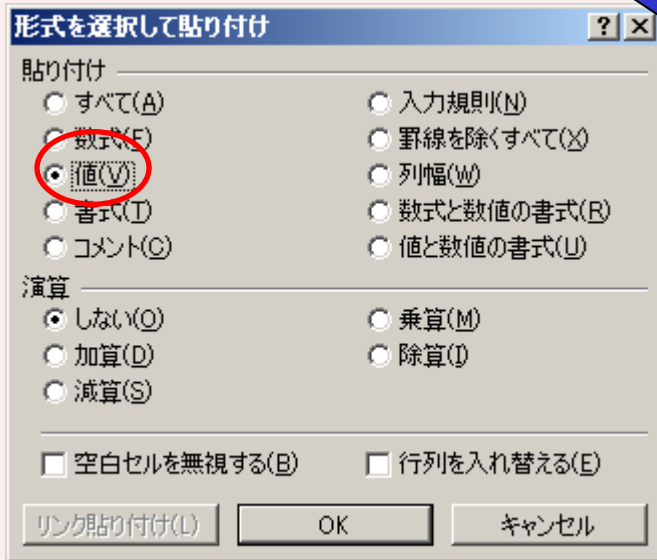 形式を選択して貼り付け
貼り付け
すべて(A) 入力規則(N)
数式(F) 罫線を除くすべて(X)
値(V) 列幅(W)
書式(T) 数式と数値の書式(R)
コメント(C) 値と数値の書式(U)
演算
しない(O) 乗算(M)
加算(D) 除算(I)
減算(S)
空白セルを無視する(B) 行列を入れ替える(E)
リンク貼り付け(L) OK キャンセル